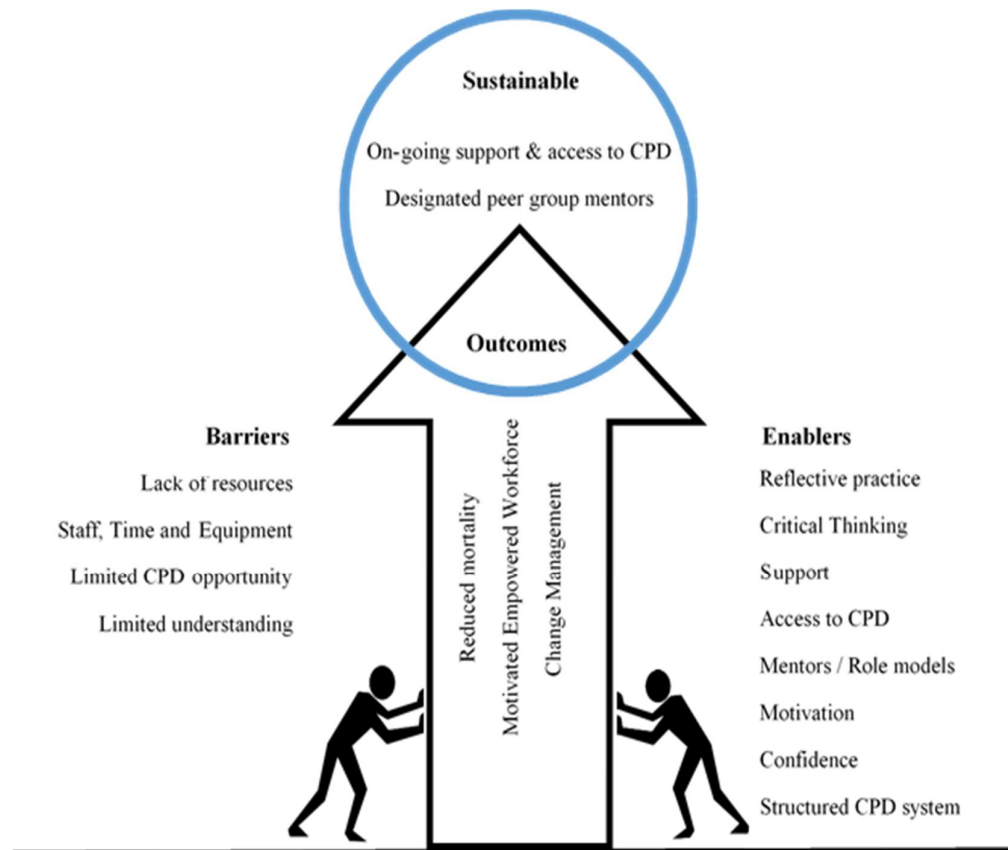 Sustainable
On-going support & access to CPD
Designated peer group mentors
Outcomes
Barriers
Lack of resources
Staff, Time and Equipment
Limited CPD opportunity
Limited understanding
Reduced mortality
Motivated Empowered Workforce
Change Management
Enablers
Reflective practice
Critical Thinking
Support
Access to CPD
Mentors / Role models
Motivation
Confidence
Structured CPD system